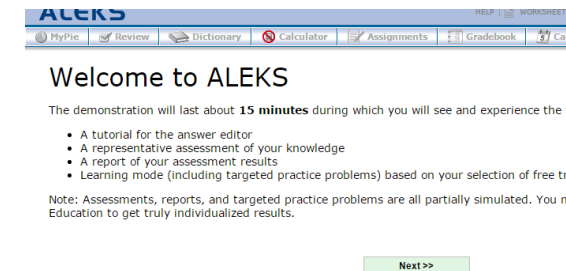 ALEKS
HELP | WORKSHEET
MyPie Review Dictionary Calculator Assignments Gradebook Ca
Welcome to ALEKS
The demonstration will last about 15 minutes during which you will see and experience the
• A tutorial for the answer editor
• A representative assessment of your knowledge
• A report of your assessment results
• Learning mode (including targeted practice problems) based on your selection of free tr
Note: Assessments, reports, and targeted practice problems are all partially simulated. You
Education to get truly individualized results.
Next >>